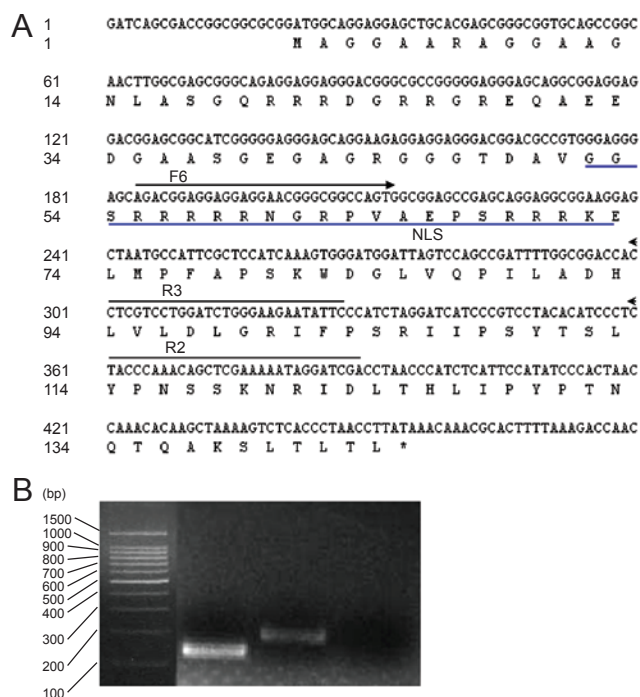 A
1 GATCAGCGACCGGCGGCGCGGATGGCAGGAGGAGCTGCACGAGCGGGCGGTGCAGCCGGC
1 M A G G A A R A G G A A G
61 AACTTGGCGAGCGGGCAGAGGAGGAGGGACGGGCGCCGGGGGAGGGAGCAGGCGGAGGAG
14 N L A S G Q R R R D G R R G R E Q A E E
121 GACGGAGCGGCATCGGGGGAGGGAGCAGGAAGAGGAGGAGGGACGGACGCCGTGGGAGGG
34 D G A A S G E G A G R G G G T D A V G G
F6
181 AGCAGACGGAGGAGGAGGAACGGGCGGCCAGTGGCGGAGCCGAGCAGGAGGCGGAAGGAG
54 S R R R R R N G R P V A E P S R R R K E
NLS
241 CTAATGCCATTCGCTCCATCAAAGTGGGATGGATTAGTCCAGCCGATTTTGGCGGACCAC
74 L M P F A P S K W D G L V Q P I L A D H
R3
301 CTCGTCCTGGATCTGGGAAGAATATTCCCATCTAGGATCATCCCGTCCTACACATCCCTC
94 L V L D L G R I F P S R I I P S Y T S L
R2
361 TACCCAAACAGCTCGAAAAATAGGATCGACCTAACCCATCTCATTCCATATCCCACTAAC
114 Y P N S S K N R I D L T H L I P Y P T N
421 CAAACACAAGCTAAAAGTCTCACCCTAACCTTATAAACAAACGCACTTTTAAAGACCAAC
134 Q T Q A K S L T L T L *
B (bp)
1500
1000
900
800
700
600
500
400
300
200
100